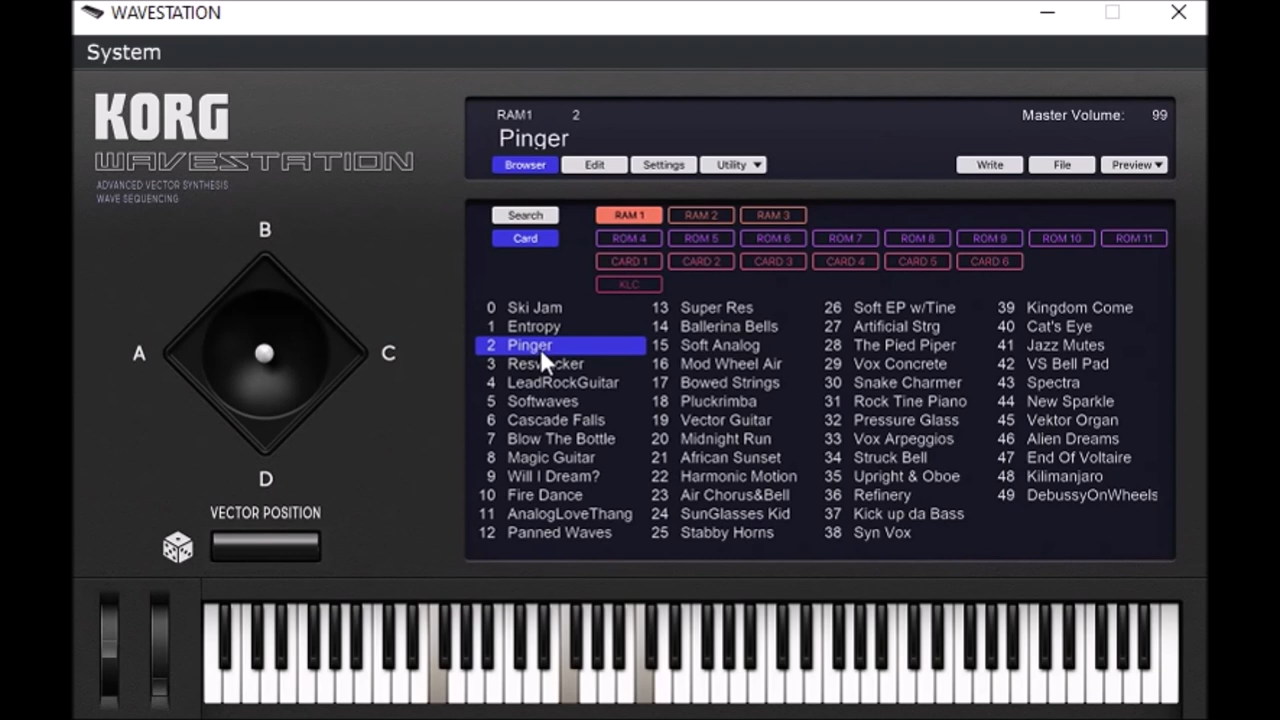 WAVESTATION
System
KORG
WAVESTATION
ADVANCED VECTOR SYNTHESIS
WAVE SEQUENCING
B
A
C
D
VECTOR POSITION
RAM1 2 Master Volume: 99
Pinger
Browser Edit Settings Utility Write File Preview
Search RAM 1 RAM 2 RAM 3
Card ROM 4 ROM 5 ROM 6 ROM 7 ROM 8 ROM 9 ROM 10 ROM 11
CARD 1 CARD 2 CARD 3 CARD 4 CARD 5 CARD 6
KLC
0 Ski Jam 13 Super Res 26 Soft EP w/Tine 39 Kingdom Come
1 Entropy 14 Ballerina Bells 27 Artificial Strg 40 Cat's Eye
2 Pinger 15 Soft Analog 28 The Pied Piper 41 Jazz Mutes
3 16 Mod Wheel Air 29 Vox Concrete 42 VS Bell Pad
4 LeadRockGuitar 17 Bowed Strings 30 Snake Charmer 43 Spectra
5 Softwaves 18 Pluckrimba 31 Rock Tine Piano 44 New Sparkle
6 Cascade Falls 19 Vector Guitar 32 Pressure Glass 45 Vektor Organ
7 Blow The Bottle 20 Midnight Run 33 Vox Arpeggios 46 Alien Dreams
8 Magic Guitar 21 African Sunset 34 Struck Bell 47 End Of Voltaire
9 Will I Dream? 22 Harmonic Motion 35 Upright & Oboe 48 Kilimanjaro
10 Fire Dance 23 Air Chorus&Bell 36 Refinery 49 DebussyOnWheels
11 AnalogLoveThang 24 SunGlasses Kid 37 Kick up da Bass
12 Panned Waves 25 Stabby Horns 38 Syn Vox